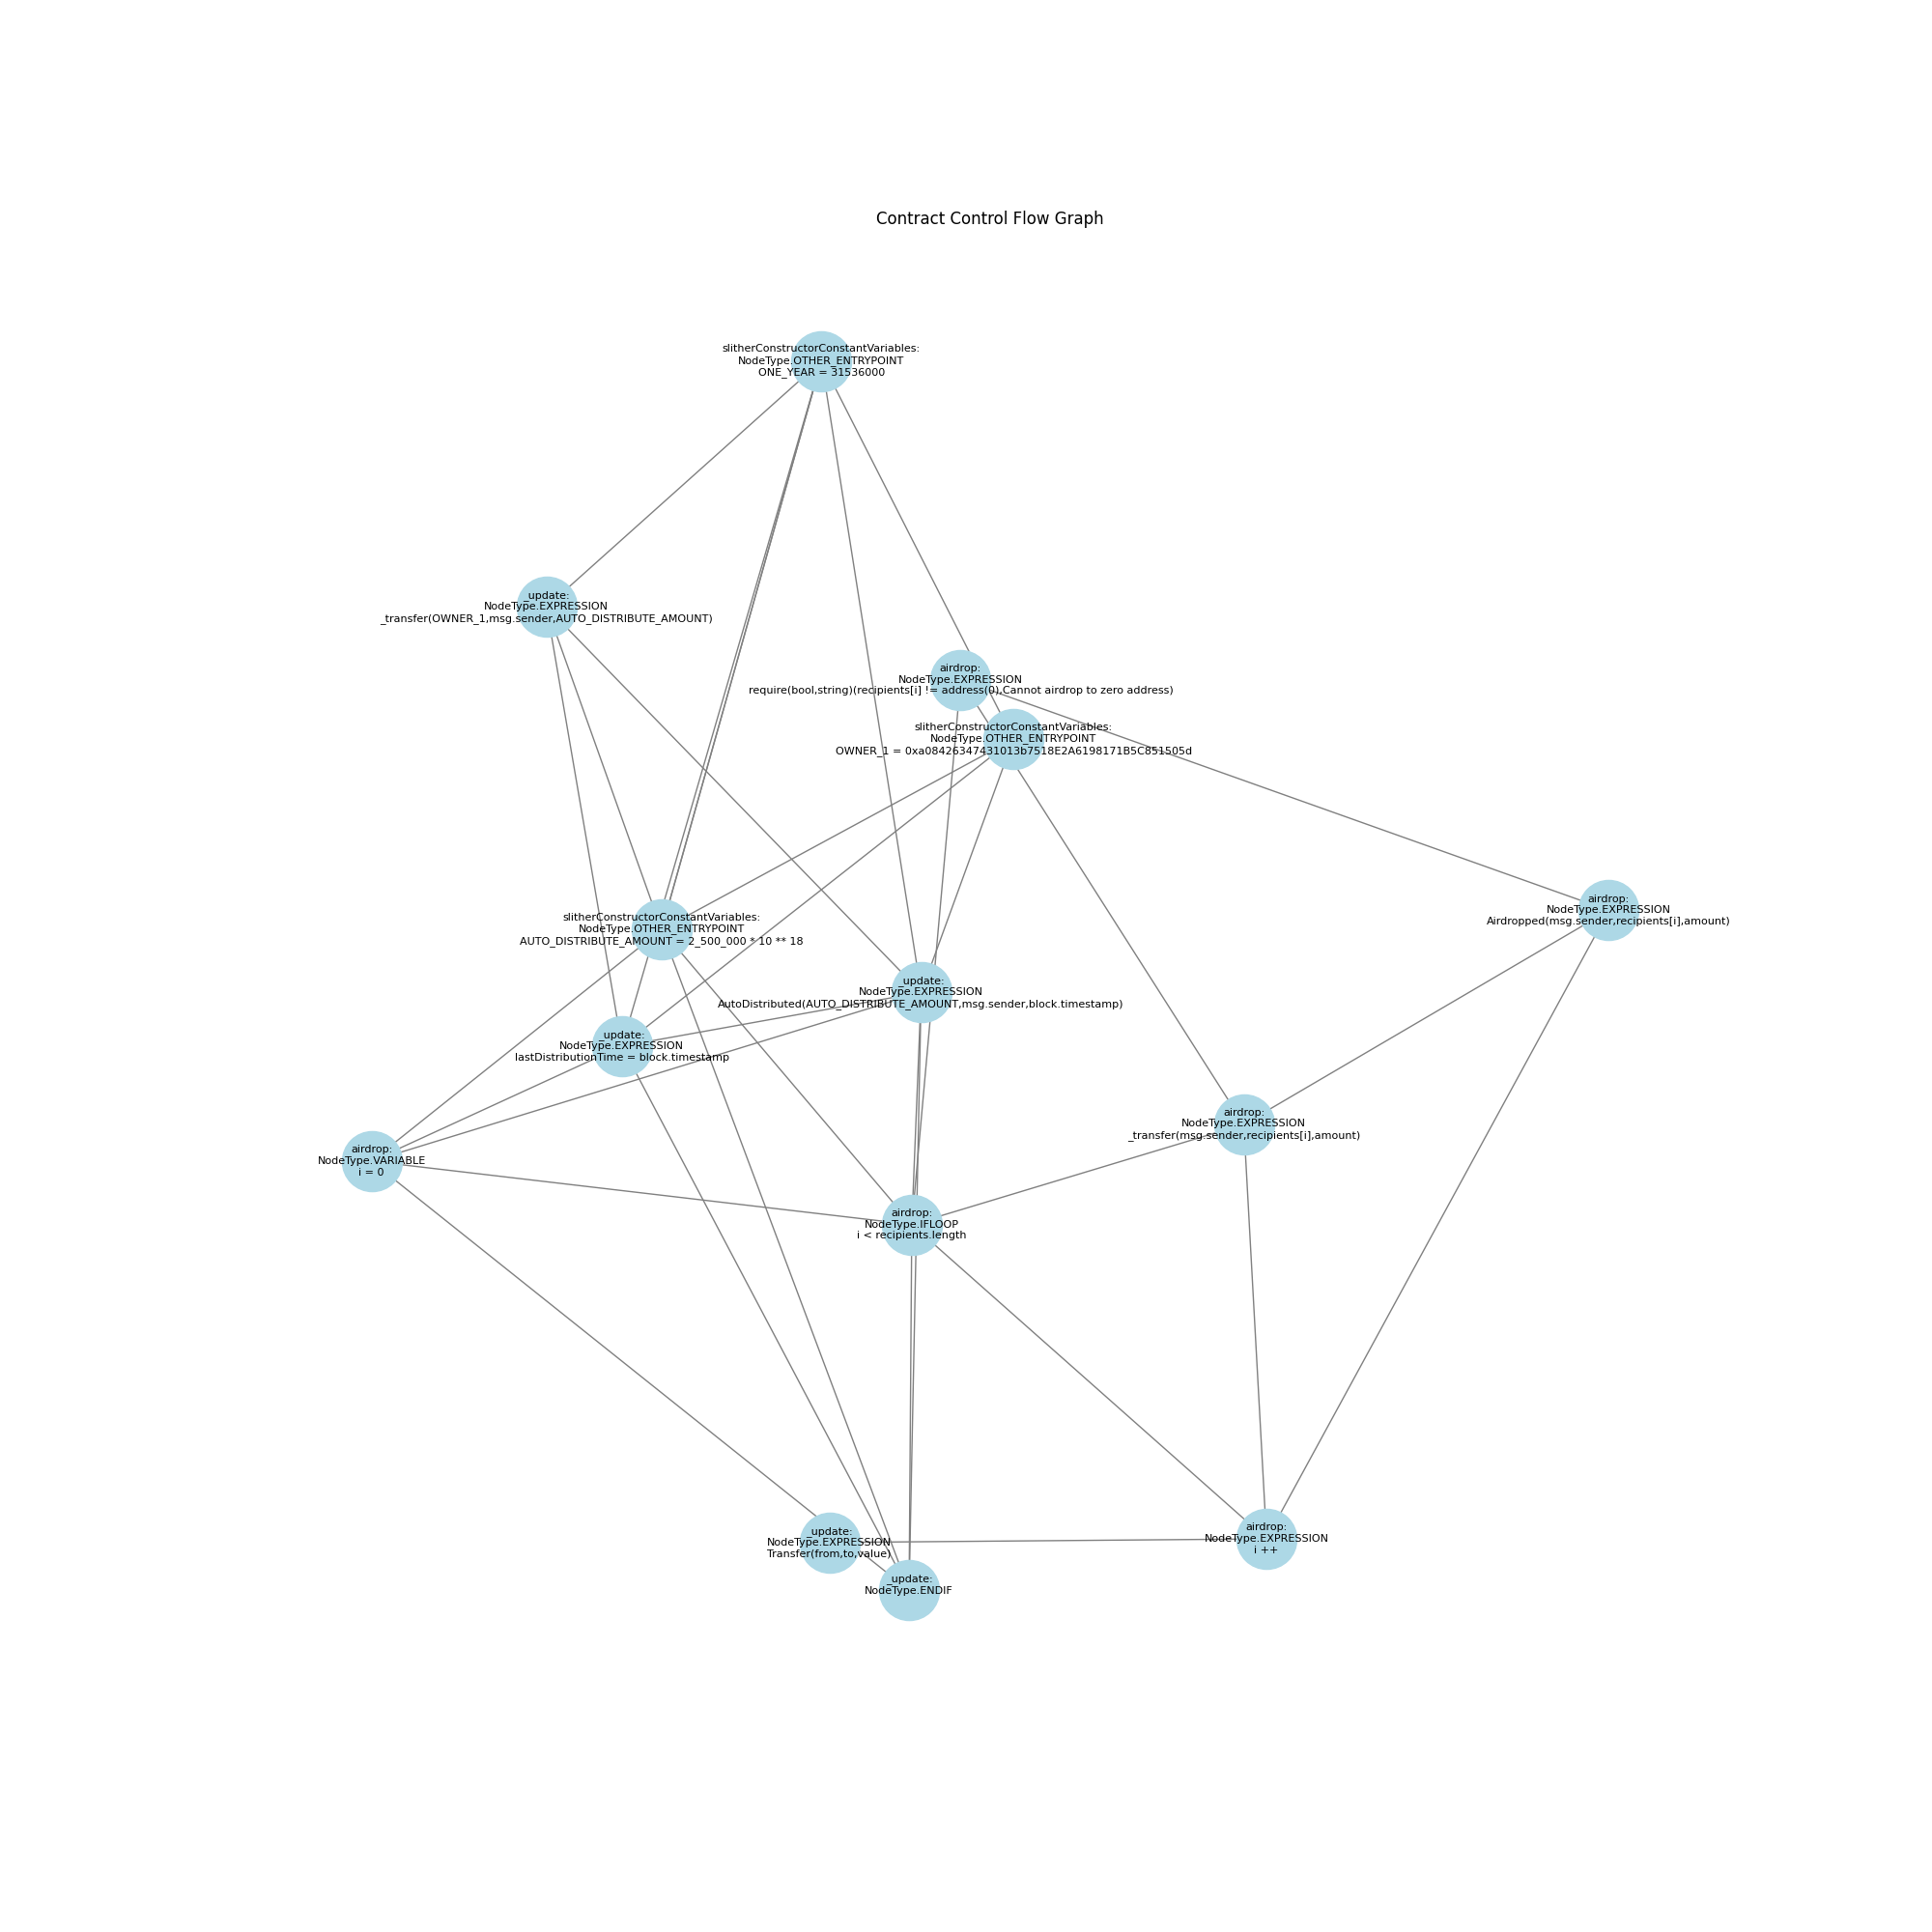 Contract Control Flow Graph
slitherConstructorConstantVariables:
NodeType.OTHER_ENTRYPOINT
ONE_YEAR = 31536000
_update:
NodeType.EXPRESSION
_transfer(OWNER_1,msg.sender,AUTO_DISTRIBUTE_AMOUNT)
airdrop:
NodeType.EXPRESSION
require(bool,string)(recipients[i] != address(0),Cannot airdrop to zero address)
slitherConstructorConstantVariables:
NodeType.OTHER_ENTRYPOINT
OWNER_1 = 0xa08426347431013b7518E2A6198171B5C851505d
airdrop:
NodeType.EXPRESSION
Airdropped(msg.sender,recipients[i],amount)
slitherConstructorConstantVariables:
NodeType.OTHER_ENTRYPOINT
AUTO_DISTRIBUTE_AMOUNT = 2_500_000 * 10 ** 18
_update:
NodeType.EXPRESSION
AutoDistributed(AUTO_DISTRIBUTE_AMOUNT,msg.sender,block.timestamp)
_update:
NodeType.EXPRESSION
lastDistributionTime = block.timestamp
airdrop:
NodeType.EXPRESSION
_transfer(msg.sender,recipients[i],amount)
airdrop:
NodeType.VARIABLE
i = 0
airdrop:
NodeType.IFLOOP
i < recipients.length
_update:
NodeType.EXPRESSION
Transfer(from,to,value)
airdrop:
NodeType.EXPRESSION
i ++
_update:
NodeType.ENDIF